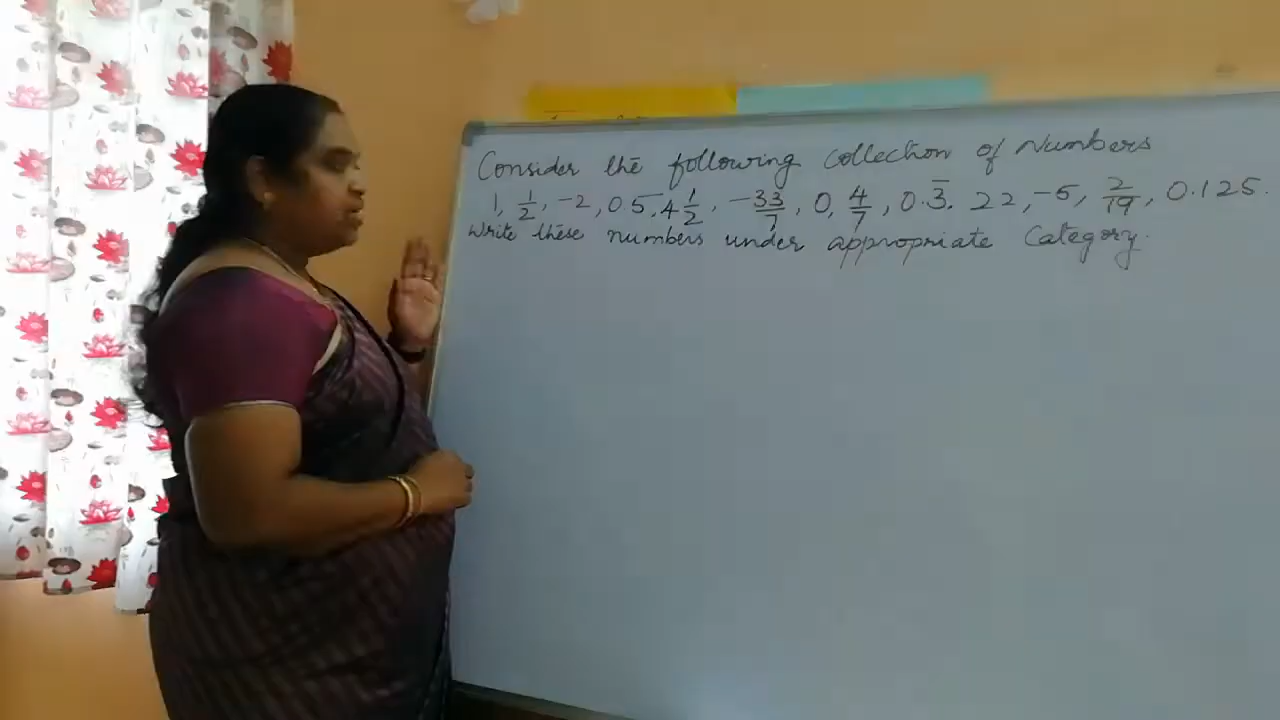 Consider the following Collection of Numbers
1, 1/2, -2, 0.5, 4 1/2, -33/7, 0, 4/7, 0.3̅. 22, -5, 2/19, 0.125.
Write these numbers under appropriate Category.